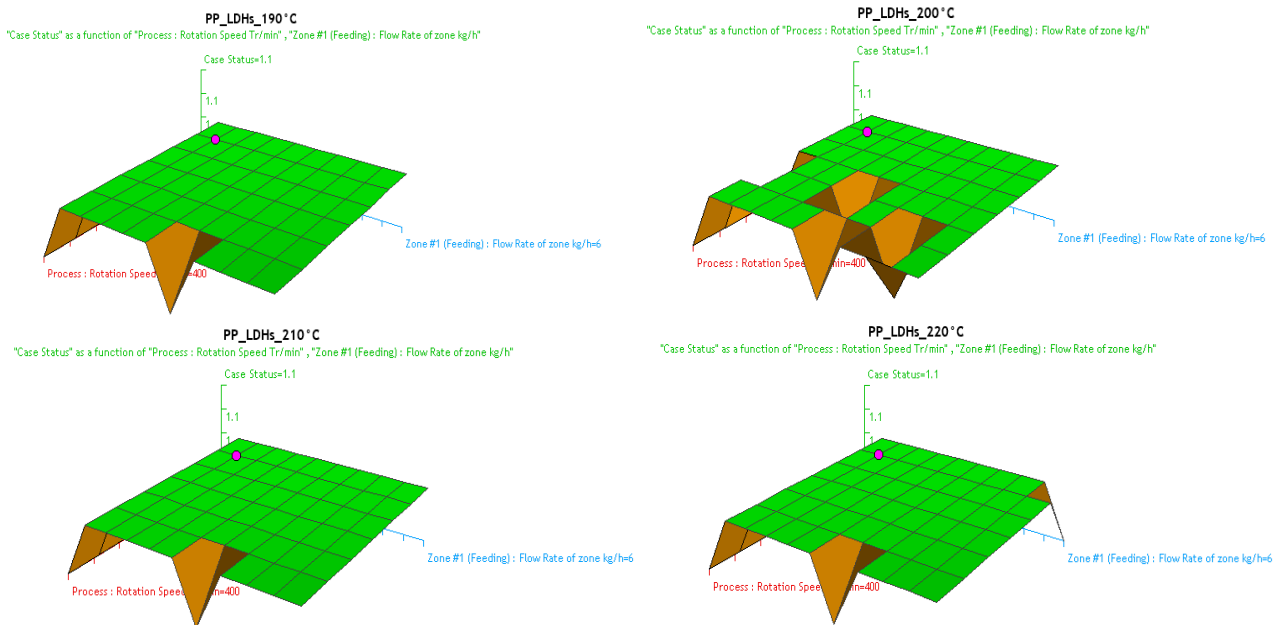 PP_LDHs_190°C
"Case Status" as a function of "Process : Rotation Speed Tr/min" , "Zone #1 (Feeding) : Flow Rate of zone kg/h"
Case Status=1.1
1.1
1
Zone #1 (Feeding) : Flow Rate of zone kg/h=6
Process : Rotation Speed =400
PP_LDHs_200°C
"Case Status" as a function of "Process : Rotation Speed Tr/min" , "Zone #1 (Feeding) : Flow Rate of zone kg/h"
Case Status=1.1
1.1
1
Zone #1 (Feeding) : Flow Rate of zone kg/h=6
Process : Rotation Speed in=400
PP_LDHs_210°C
"Case Status" as a function of "Process : Rotation Speed Tr/min" , "Zone #1 (Feeding) : Flow Rate of zone kg/h"
Case Status=1.1
1.1
1
Zone #1 (Feeding) : Flow Rate of zone kg/h=6
Process : Rotation Speed n=400
PP_LDHs_220°C
"Case Status" as a function of "Process : Rotation Speed Tr/min" , "Zone #1 (Feeding) : Flow Rate of zone kg/h"
Case Status=1.1
1.1
1
Zone #1 (Feeding) : Flow Rate of zone kg/h=6
Process : Rotation Speed n=400